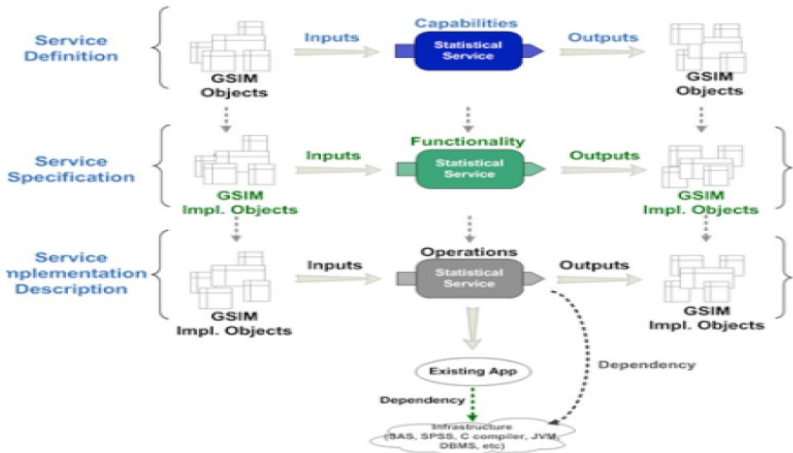 Capabilities
Service
Definition
Inputs
Statistical
Service
Outputs
GSIM
Objects
GSIM
Objects
Functionality
Service
Specification
Inputs
Statistical
Service
Outputs
GSIM
Impl. Objects
GSIM
Impl. Objects
Operations
Service
mplementation
Description
Inputs
Statistical
Service
Outputs
GSIM
Impl. Objects
GSIM
Impl. Objects
Existing App
Dependency
Dependency
Infrastructure
(SAS, SPSS, C compiler, JVM,
DBMS, etc)